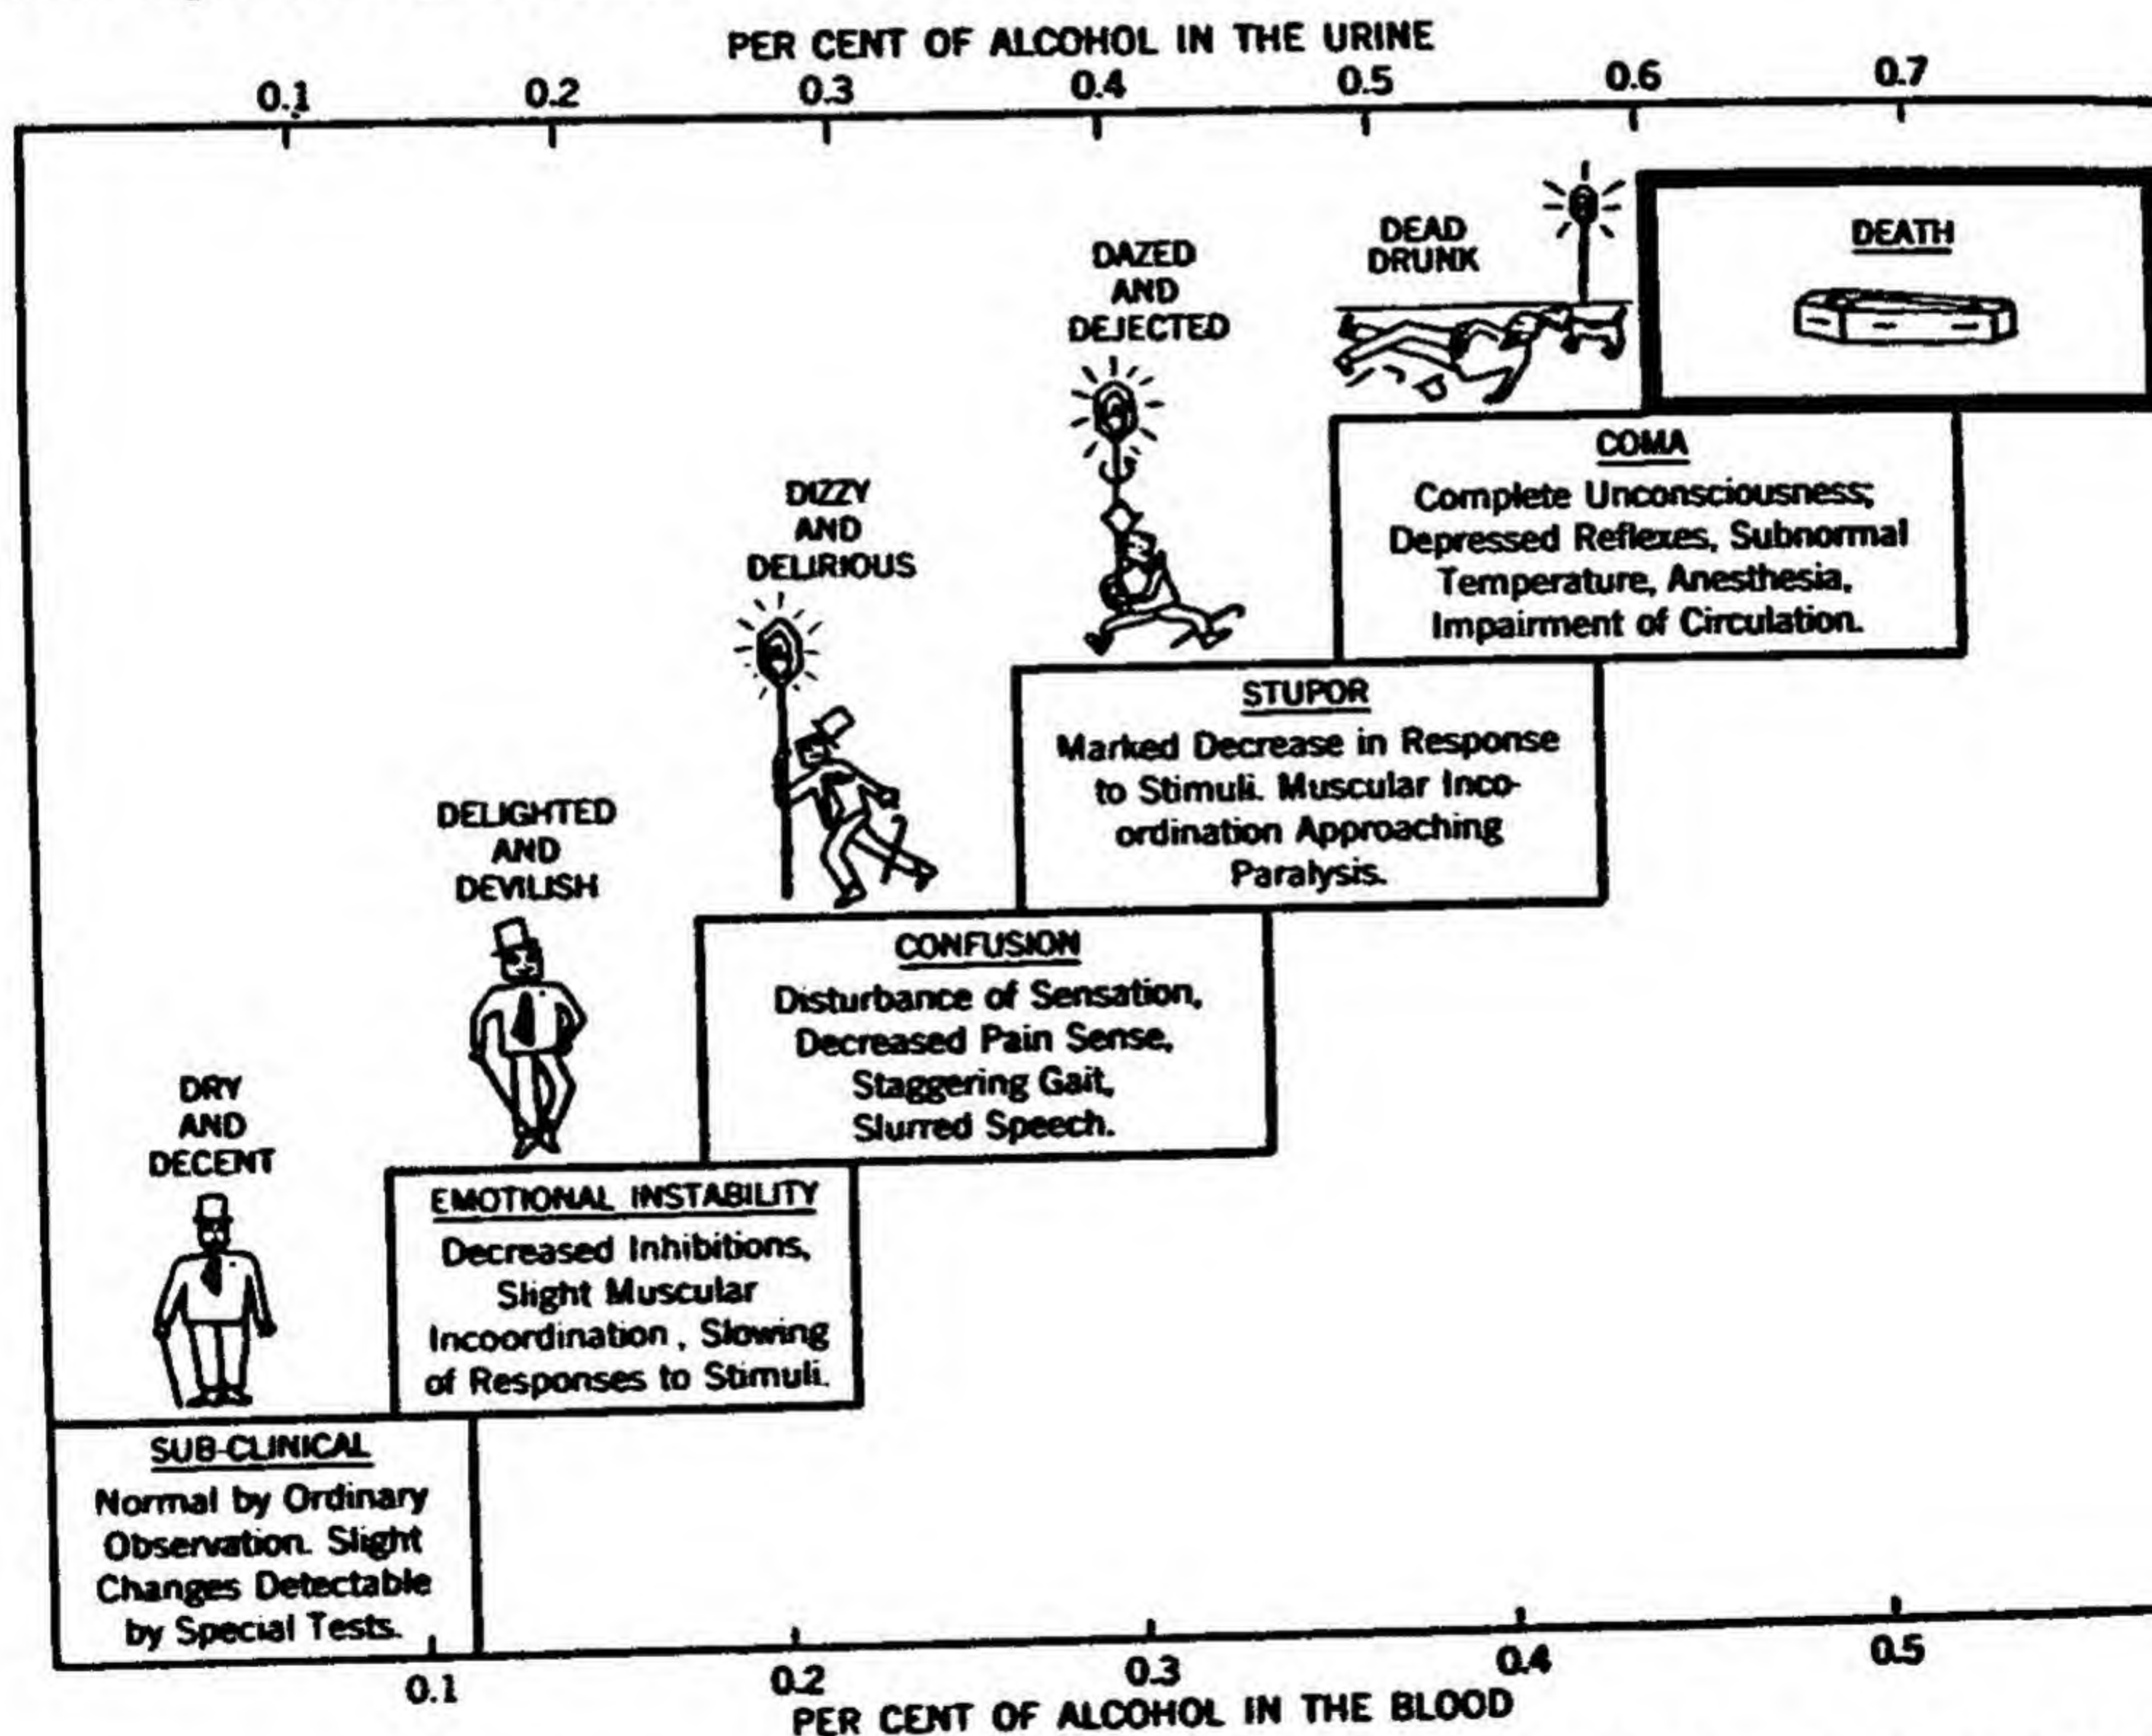 PER CENT OF ALCOHOL IN THE URINE
0.1 0.2 0.3 0.4 0.5 0.6 0.7
DEATH
DEAD
DRUNK
DAZED
AND
DEJECTED
COMA
Complete Unconsciousness;
Depressed Reflexes, Subnormal
Temperature, Anesthesia,
Impairment of Circulation.
DIZZY
AND
DELIRIOUS
STUPOR
Marked Decrease in Response
to Stimuli. Muscular Inco-
ordination Approaching
Paralysis.
DELIGHTED
AND
DEVILISH
CONFUSION
Disturbance of Sensation,
Decreased Pain Sense,
Staggering Gait,
Slurred Speech.
DRY
AND
DECENT
EMOTIONAL INSTABILITY
Decreased Inhibitions,
Slight Muscular
Incoordination, Slowing
of Responses to Stimuli.
SUB-CLINICAL
Normal by Ordinary
Observation. Slight
Changes Detectable
by Special Tests.
0.1 0.2 0.3 0.4 0.5
PER CENT OF ALCOHOL IN THE BLOOD